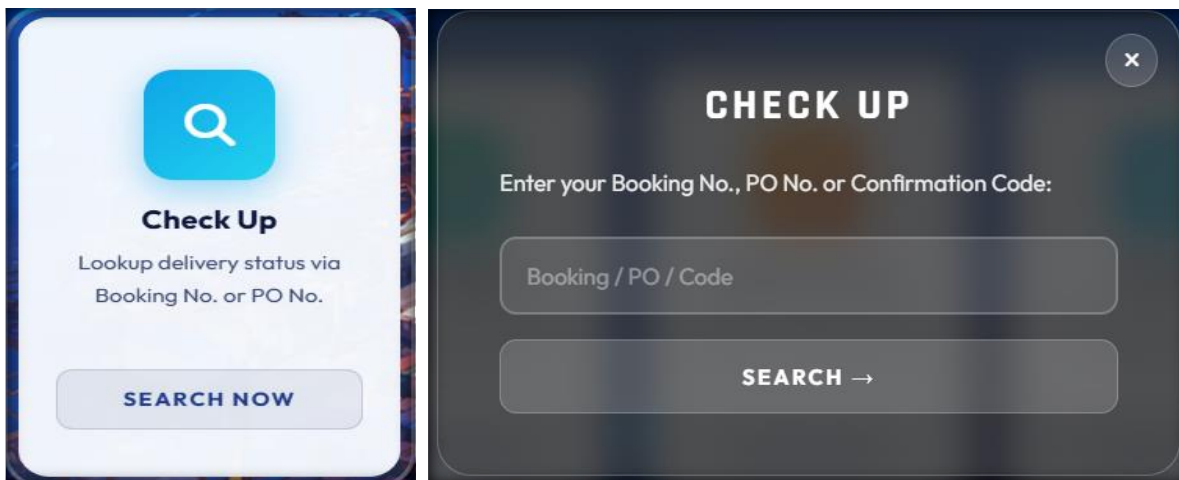 Check Up
Lookup delivery status via
Booking No. or PO No.
SEARCH NOW
×
CHECK UP
Enter your Booking No., PO No. or Confirmation Code:
Booking / PO / Code
SEARCH →